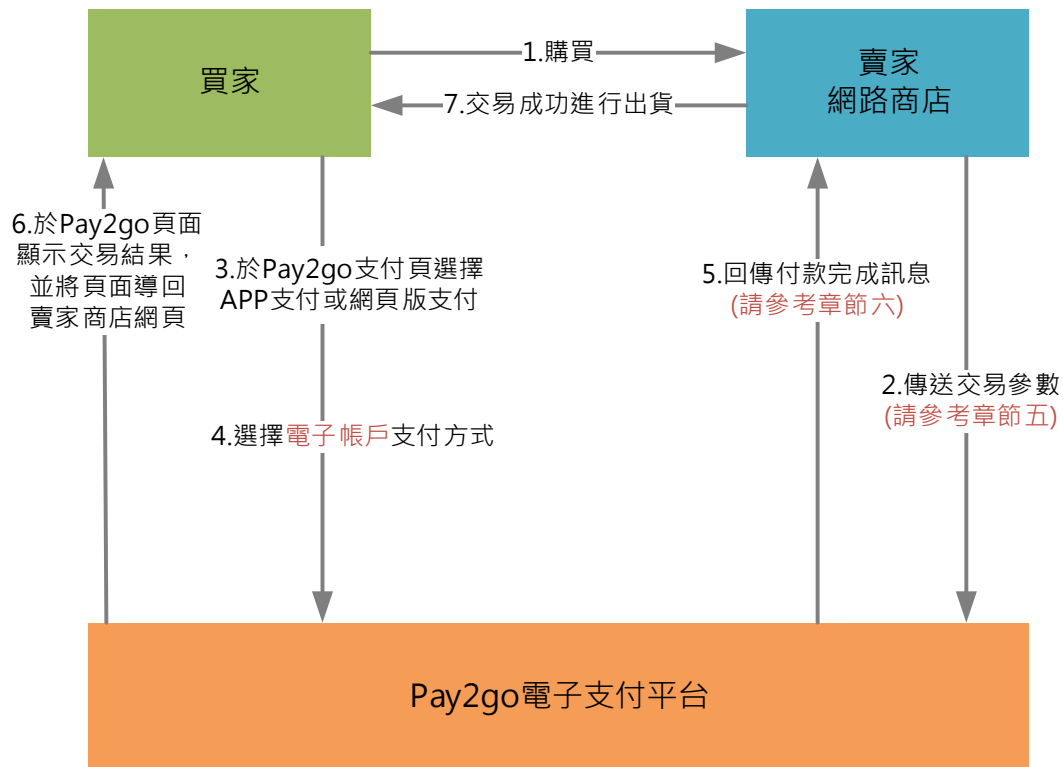 買家
1.購買
賣家
網路商店
7.交易成功進行出貨
6.於Pay2go頁面
顯示交易結果，
並將頁面導回
賣家商店網頁
3.於Pay2go支付頁選擇
APP支付或網頁版支付
5.回傳付款完成訊息
(請參考章節六)
2.傳送交易參數
(請參考章節五)
4.選擇電子帳戶支付方式
Pay2go電子支付平台